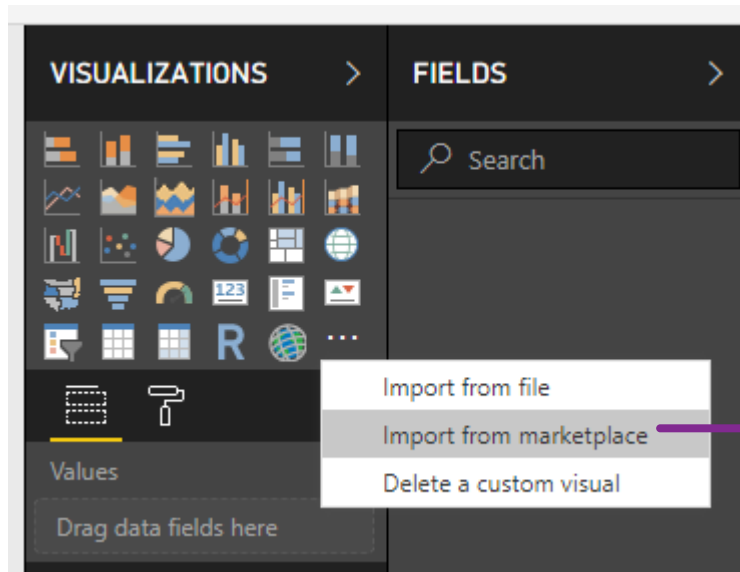 VISUALIZATIONS
FIELDS
Search
123
R
Import from file
Import from marketplace
Delete a custom visual
Values
Drag data fields here